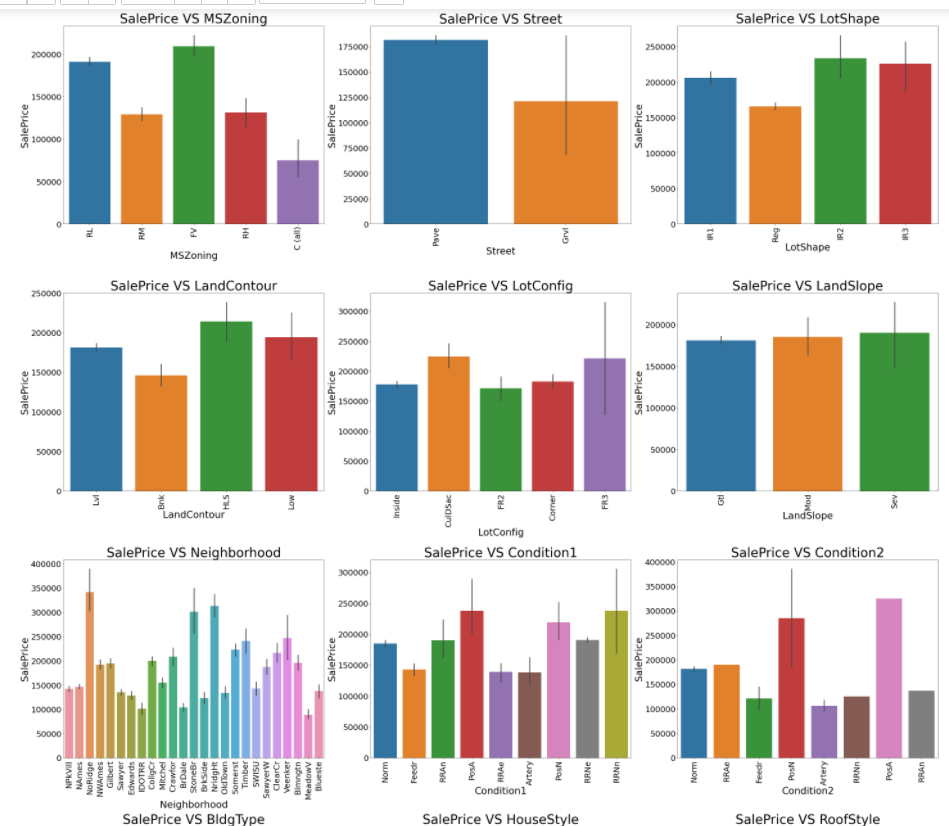 SalePrice VS MSZoning
SalePrice
200000
150000
100000
50000
0
RL
RM
FV
RH
C (all)
MSZoning
SalePrice VS Street
SalePrice
175000
150000
125000
100000
75000
50000
25000
0
Pave
Grvl
Street
SalePrice VS LotShape
SalePrice
250000
200000
150000
100000
50000
0
IR1
Reg
IR2
IR3
LotShape
SalePrice VS LandContour
SalePrice
250000
200000
150000
100000
50000
0
Lvl
Bnk
HLS
Low
LandContour
SalePrice VS LotConfig
SalePrice
300000
250000
200000
150000
100000
50000
0
Inside
CulDSac
FR2
Corner
FR3
LotConfig
SalePrice VS LandSlope
SalePrice
200000
150000
100000
50000
0
Gtl
Mod
Sev
LandSlope
SalePrice VS Neighborhood
SalePrice
400000
350000
300000
250000
200000
150000
100000
50000
0
NPkVill
NAmes
NoRidge
NWAmes
Gilbert
Sawyer
Edwards
IDOTRR
CollgCr
Mitchel
Crawfor
BrDale
StoneBr
BrkSide
NridgHt
OldTown
Somerst
Timber
SWISU
SawyerW
ClearCr
Veenker
Blmngtn
MeadowV
Blueste
Neighborhood
SalePrice VS Condition1
SalePrice
300000
250000
200000
150000
100000
50000
0
Norm
Feedr
RRAn
PosA
RRAe
Artery
PosN
RRNe
RRNn
Condition1
SalePrice VS Condition2
SalePrice
400000
350000
300000
250000
200000
150000
100000
50000
0
Norm
RRAe
Feedr
PosN
Artery
RRNn
PosA
RRAn
Condition2
SalePrice VS BldgType
SalePrice VS HouseStyle
SalePrice VS RoofStyle